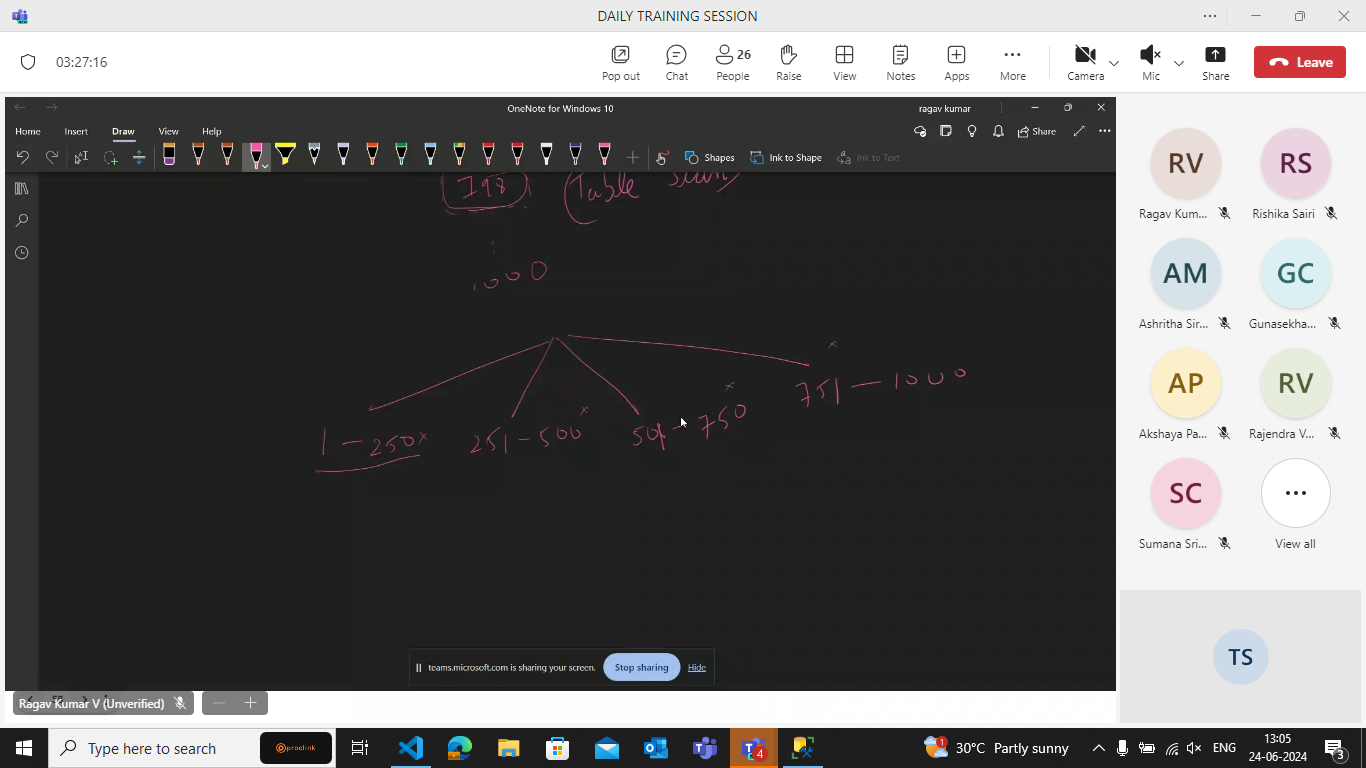 DAILY TRAINING SESSION
03:27:16
Pop out
Chat
26
People
Raise
View
Notes
Apps
More
Camera
Mic
Share
Leave
OneNote for Windows 10
ragav kumar
Home Insert Draw View Help
Share
Shapes
Ink to Shape
Ink to Text
798 (Table
1 - 250 x
251 - 500 x
501 - 750 x
751 - 1000 x
teams.microsoft.com is sharing your screen.
Stop sharing
Hide
Ragav Kumar V (Unverified)
RV
Ragav Kum...
RS
Rishika Sairi
AM
Ashritha Sir...
GC
Gunasekha...
AP
Akshaya Pa...
RV
Rajendra V...
SC
Sumana Sri...
View all
TS
Type here to search
proclink
4
1
30°C Partly sunny
ENG
13:05
24-06-2024
3